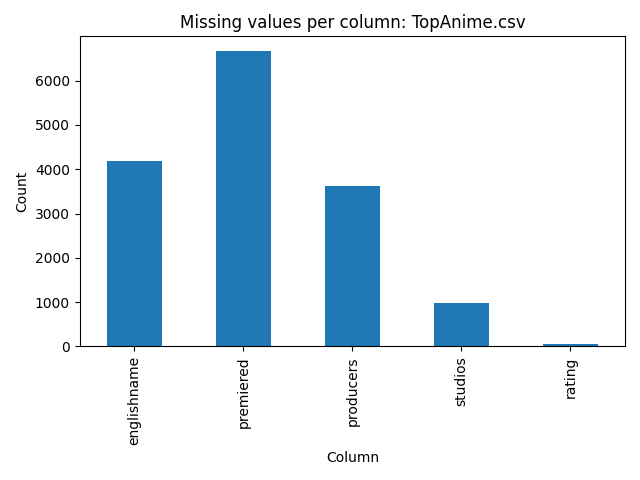 Missing values per column: TopAnime.csv
Count
6000
5000
4000
3000
2000
1000
0
englishname
premiered
producers
studios
rating
Column